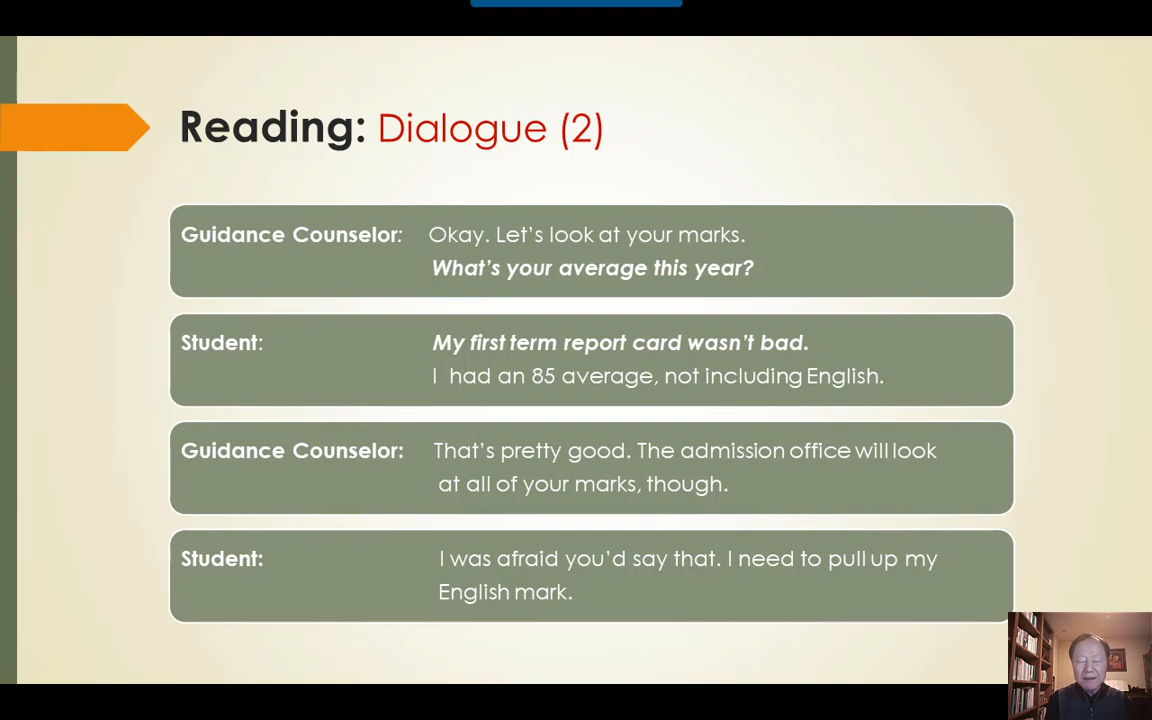 Reading: Dialogue (2)
Guidance Counselor: Okay. Let's look at your marks.
What's your average this year?
Student: My first term report card wasn't bad.
I had an 85 average, not including English.
Guidance Counselor: That's pretty good. The admission office will look
at all of your marks, though.
Student: I was afraid you'd say that. I need to pull up my
English mark.